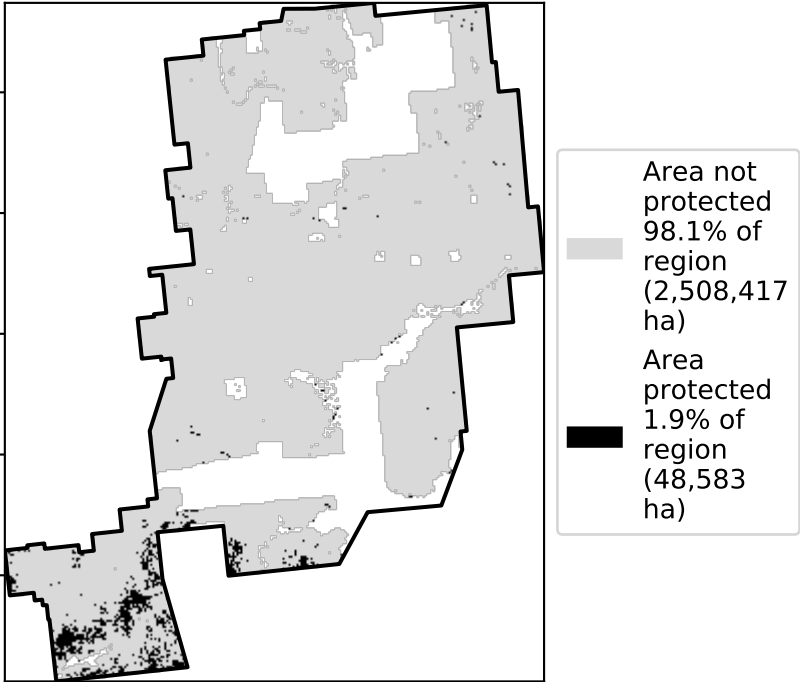 Area not
protected
98.1% of
region
(2,508,417
ha)
Area
protected
1.9% of
region
(48,583
ha)